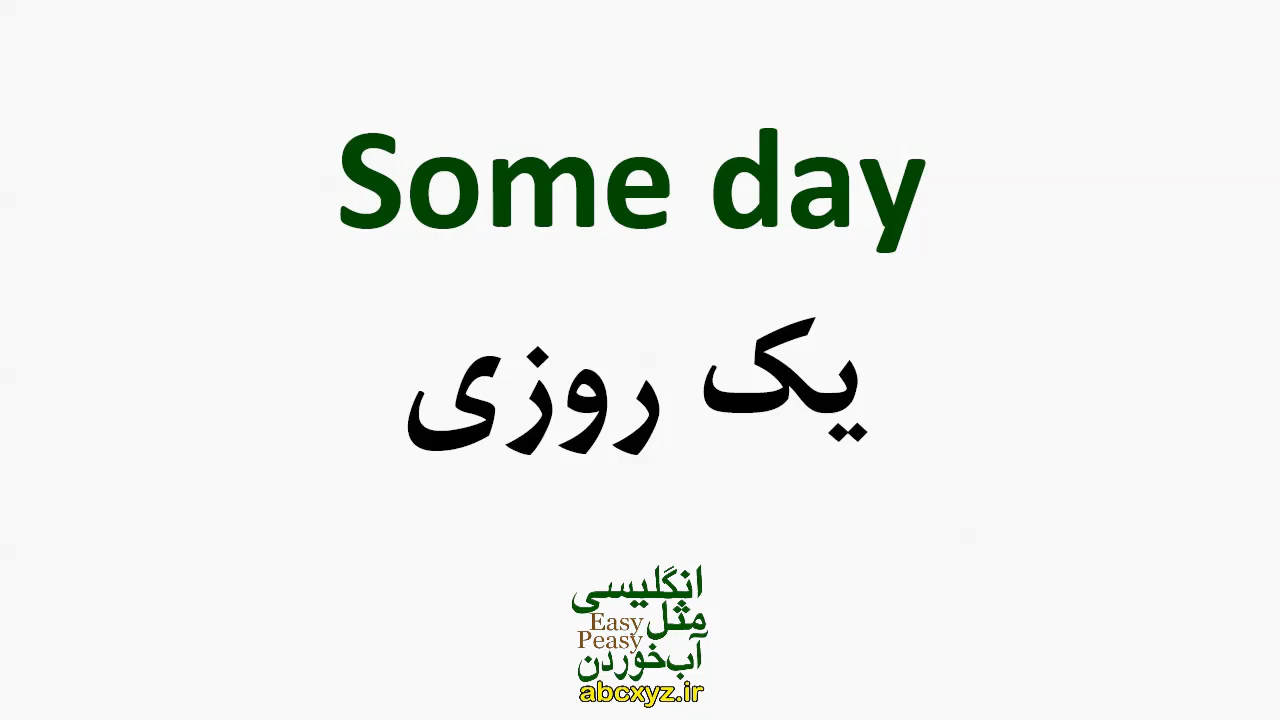 Some day
یک روزی
انگلیسی
مثل Easy
Peasy
آب‌خوردن
abcxyz.ir